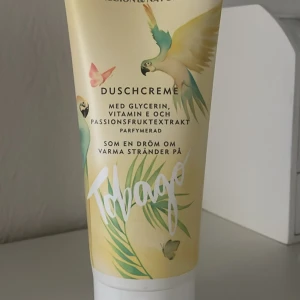 DUSCHCREME
MED GLYCERIN,
VITAMIN E OCH
PASSIONSFRUKTEXTRAKT
PARFYMERAD
SOM EN DRÖM OM
VARMA STRÄNDER PÅ
Tobago